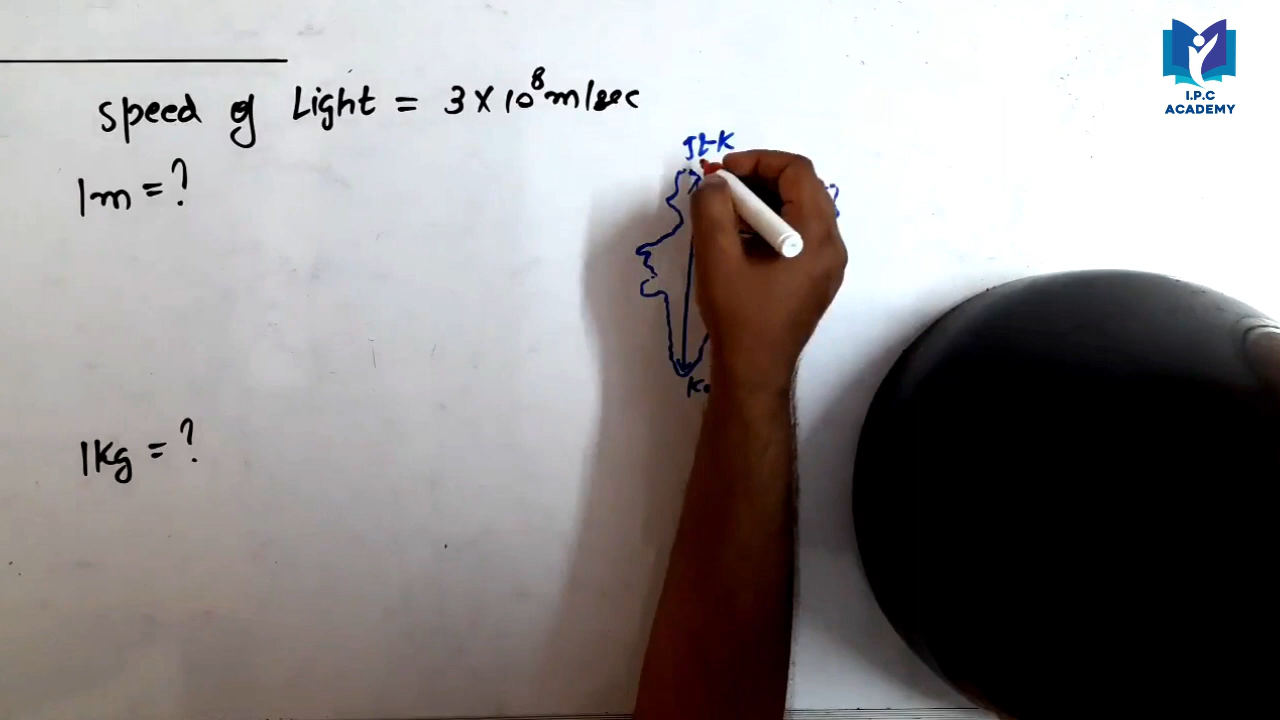 I.P.C
ACADEMY
speed of Light = 3 X 10⁸ m/sec
J&K
1m = ?
1Kg = ?